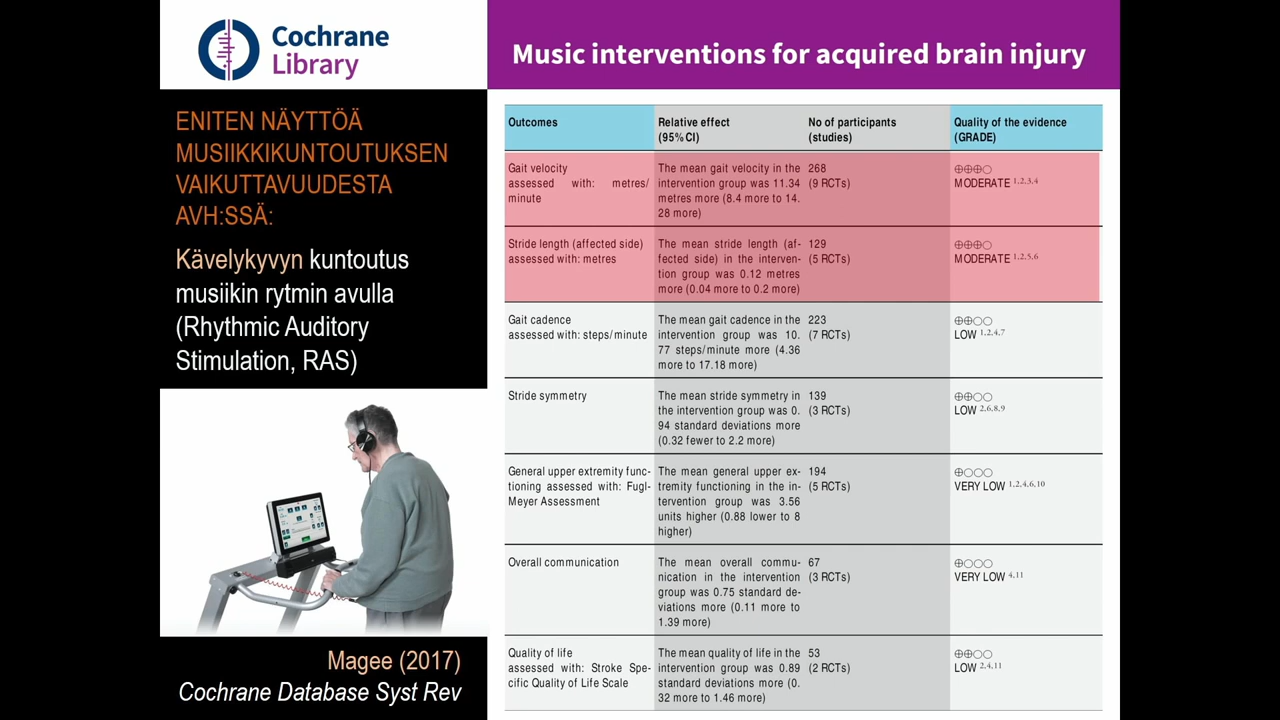 Cochrane
Library
Music interventions for acquired brain injury
ENITEN NÄYTTÖÄ
MUSIIKKIKUNTOUTUKSEN
VAIKUTTAVUUDESTA
AVH:SSÄ:
Kävelykyvyn kuntoutus
musiikin rytmin avulla
(Rhythmic Auditory
Stimulation, RAS)
Magee (2017)
Cochrane Database Syst Rev
Outcomes
Relative effect
(95% CI)
No of participants
(studies)
Quality of the evidence
(GRADE)
Gait velocity
assessed with: metres/
minute
The mean gait velocity in the
intervention group was 11.34
metres more (8.4 more to 14.
28 more)
268
(9 RCTs)
⊕⊕⊕○
MODERATE 1,2,3,4
Stride length (affected side)
assessed with: metres
The mean stride length (af-
fected side) in the interven-
tion group was 0.12 metres
more (0.04 more to 0.2 more)
129
(5 RCTs)
⊕⊕⊕○
MODERATE 1,2,5,6
Gait cadence
assessed with: steps/minute
The mean gait cadence in the
intervention group was 10.
77 steps/minute more (4.36
more to 17.18 more)
223
(7 RCTs)
⊕⊕○○
LOW 1,2,4,7
Stride symmetry
The mean stride symmetry in
the intervention group was 0.
94 standard deviations more
(0.32 fewer to 2.2 more)
139
(3 RCTs)
⊕⊕○○
LOW 2,6,8,9
General upper extremity func-
tioning assessed with: Fugl-
Meyer Assessment
The mean general upper ex-
tremity functioning in the in-
tervention group was 3.56
units higher (0.88 lower to 8
higher)
194
(5 RCTs)
⊕○○○
VERY LOW 1,2,4,6,10
Overall communication
The mean overall commu-
nication in the intervention
group was 0.75 standard de-
viations more (0.11 more to
1.39 more)
67
(3 RCTs)
⊕○○○
VERY LOW 4,11
Quality of life
assessed with: Stroke Spe-
cific Quality of Life Scale
The mean quality of life in the
intervention group was 0.89
standard deviations more (0.
32 more to 1.46 more)
53
(2 RCTs)
⊕⊕○○
LOW 2,4,11